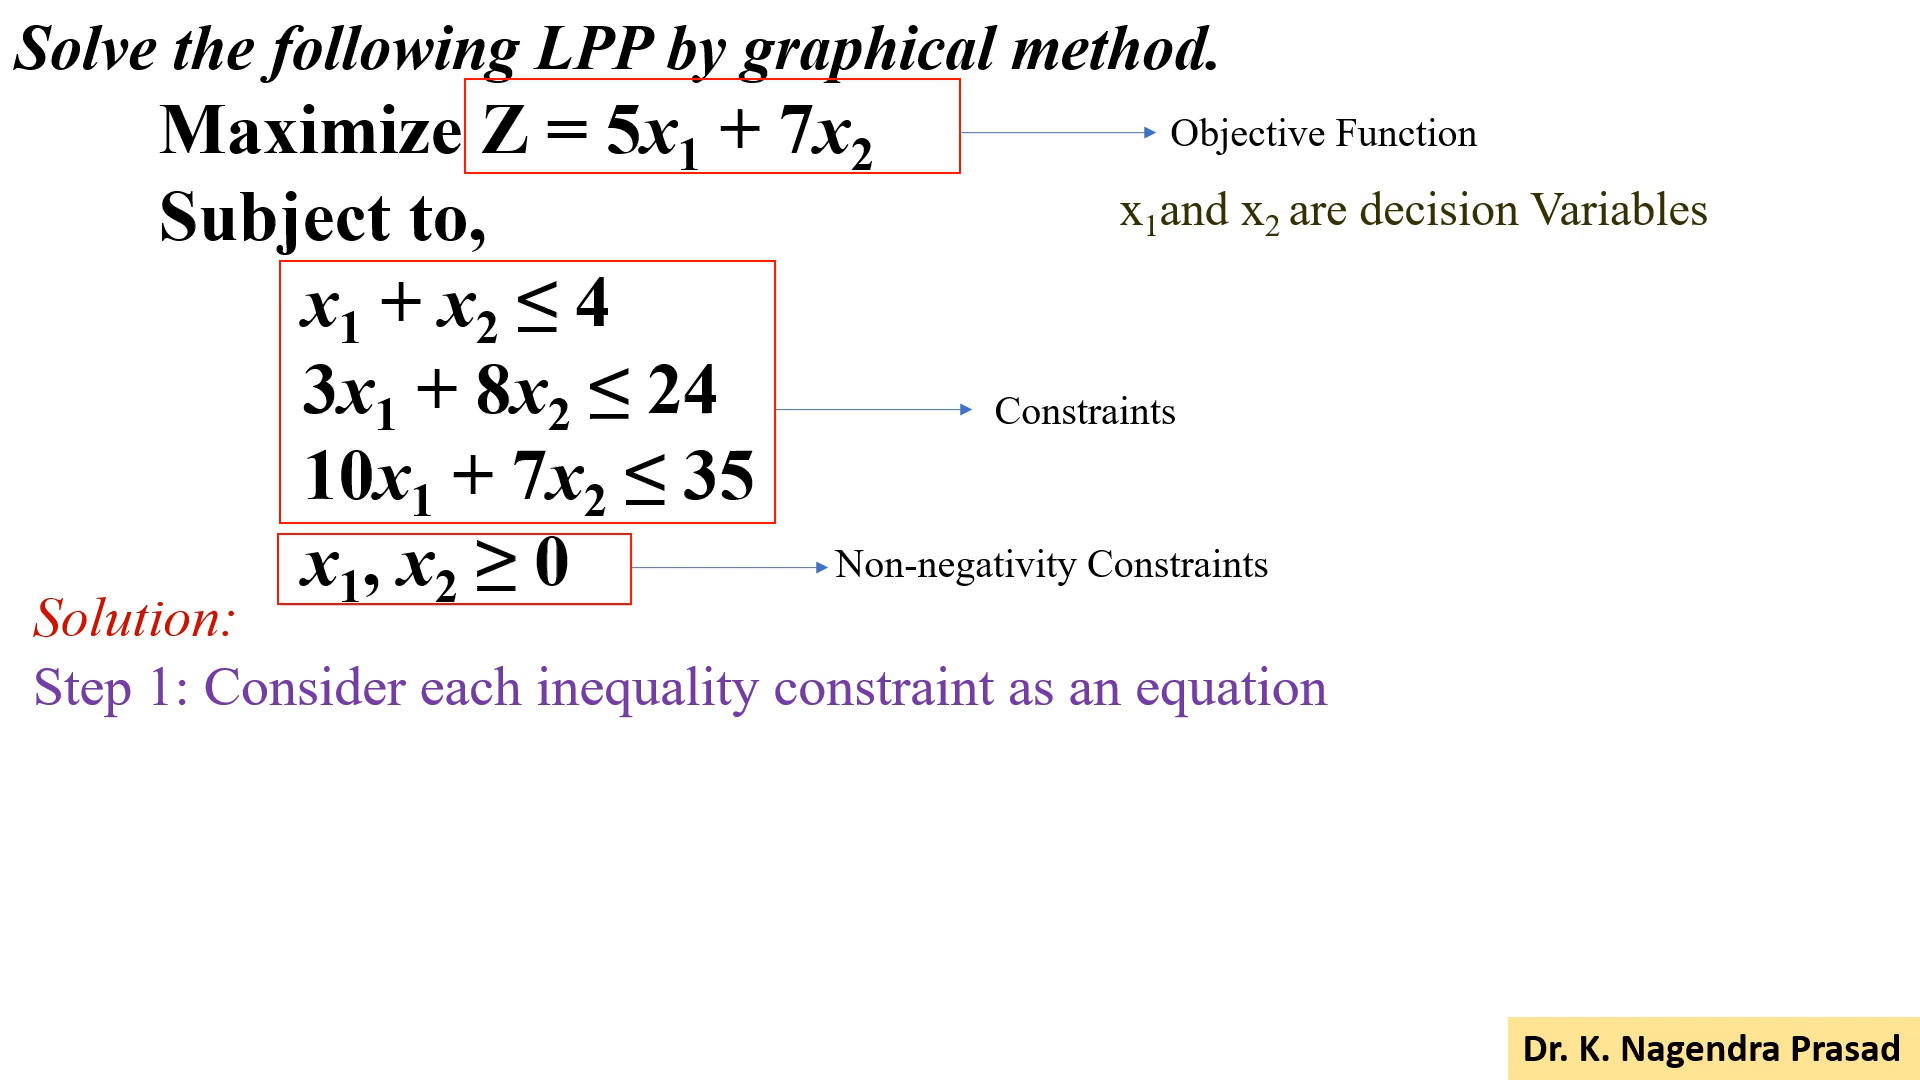 Solve the following LPP by graphical method.
Maximize Z = 5x₁ + 7x₂
Objective Function
Subject to,
x₁and x₂ are decision Variables
x₁ + x₂ ≤ 4
3x₁ + 8x₂ ≤ 24
Constraints
10x₁ + 7x₂ ≤ 35
x₁, x₂ ≥ 0
Non-negativity Constraints
Solution:
Step 1: Consider each inequality constraint as an equation
Dr. K. Nagendra Prasad